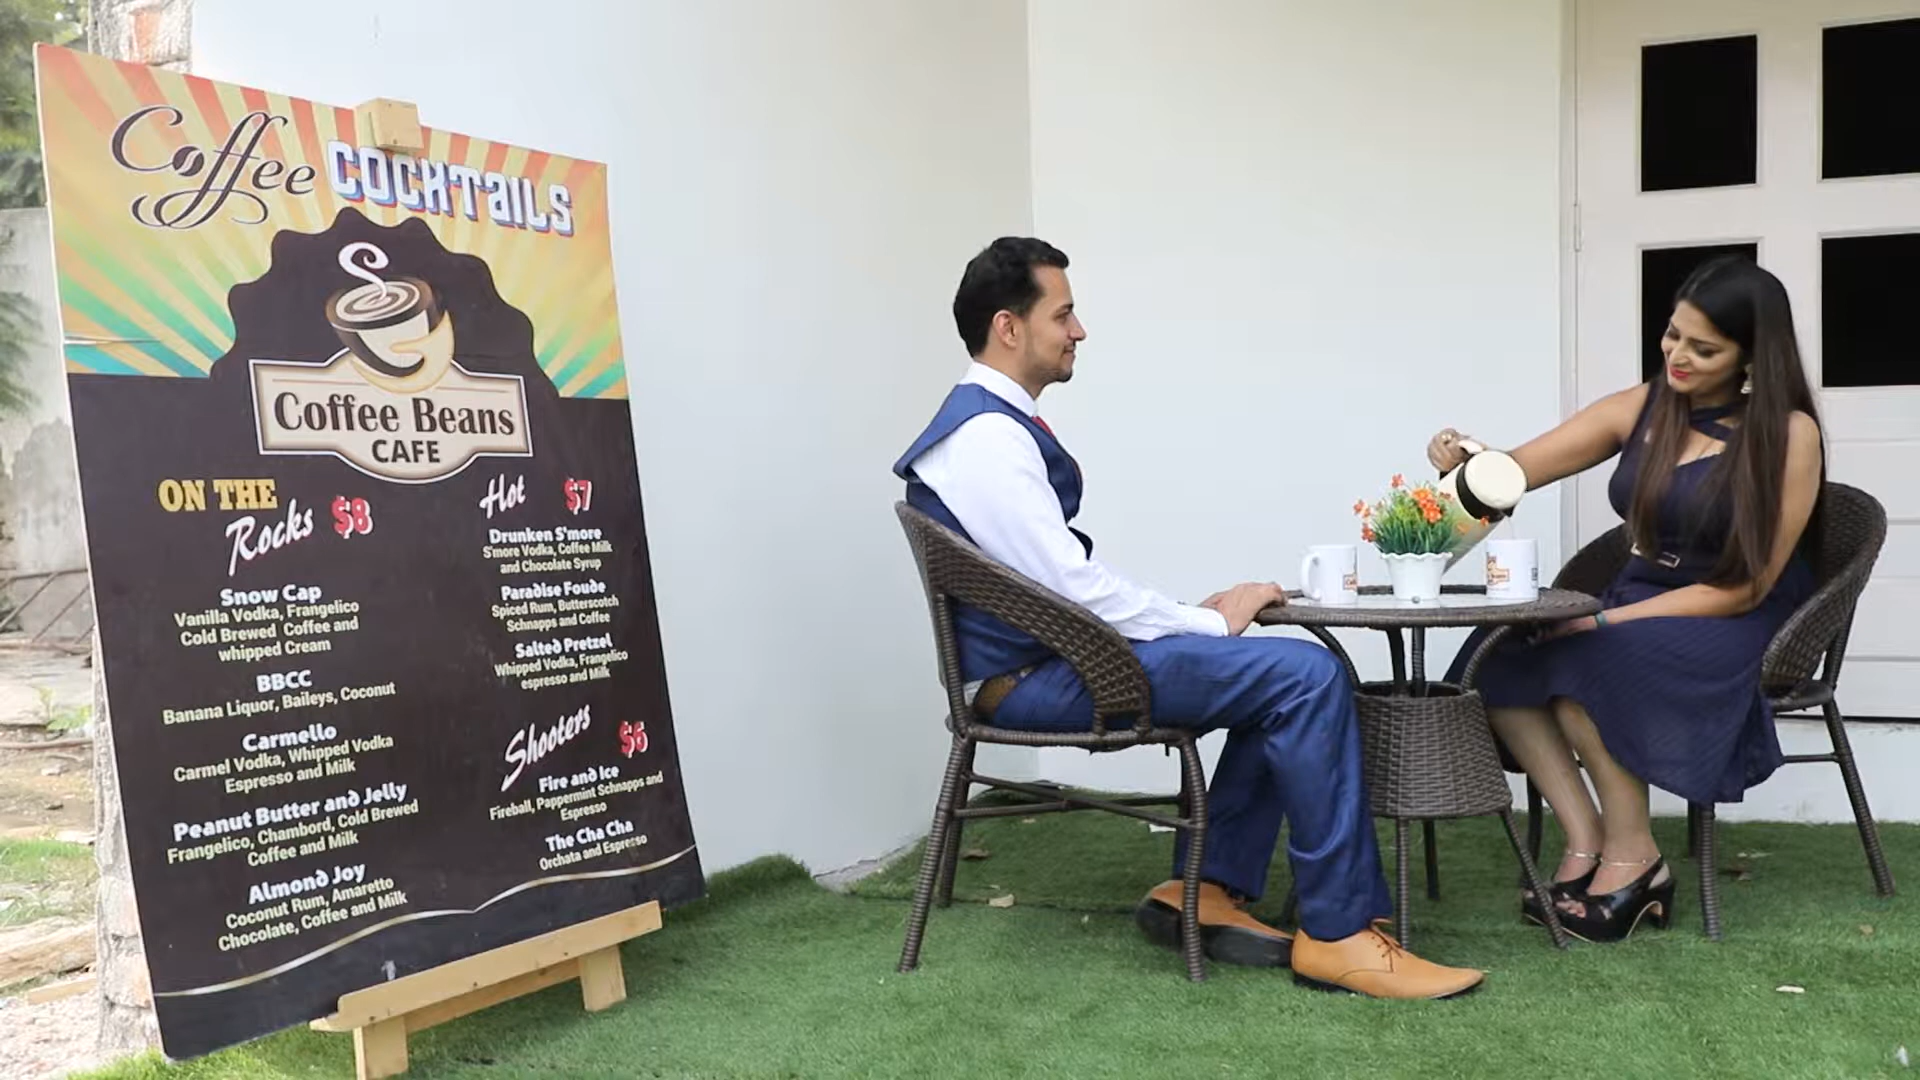 Coffee COCKTaILS
Coffee Beans
CAFE
ON THE
Rocks $8
Snow Cap
Vanilla Vodka, Frangelico
Cold Brewed Coffee and
whipped Cream
BBCC
Banana Liquor, Baileys, Coconut
Carmello
Carmel Vodka, Whipped Vodka
Espresso and Milk
Peanut Butter and Jelly
Frangelico, Chambord, Cold Brewed
Coffee and Milk
Almond Joy
Coconut Rum, Amaretto
Chocolate, Coffee and Milk
Hot $7
Drunken S'more
S'more Vodka, Coffee Milk
and Chocolate Syrup
Paradise Foude
Spiced Rum, Butterscotch
Schnapps and Coffee
Salted Pretzel
Whipped Vodka, Frangelico
espresso and Milk
Shooters $6
Fire and Ice
Fireball, Pappermint Schnapps and
Espresso
The Cha Cha
Orchata and Espresso